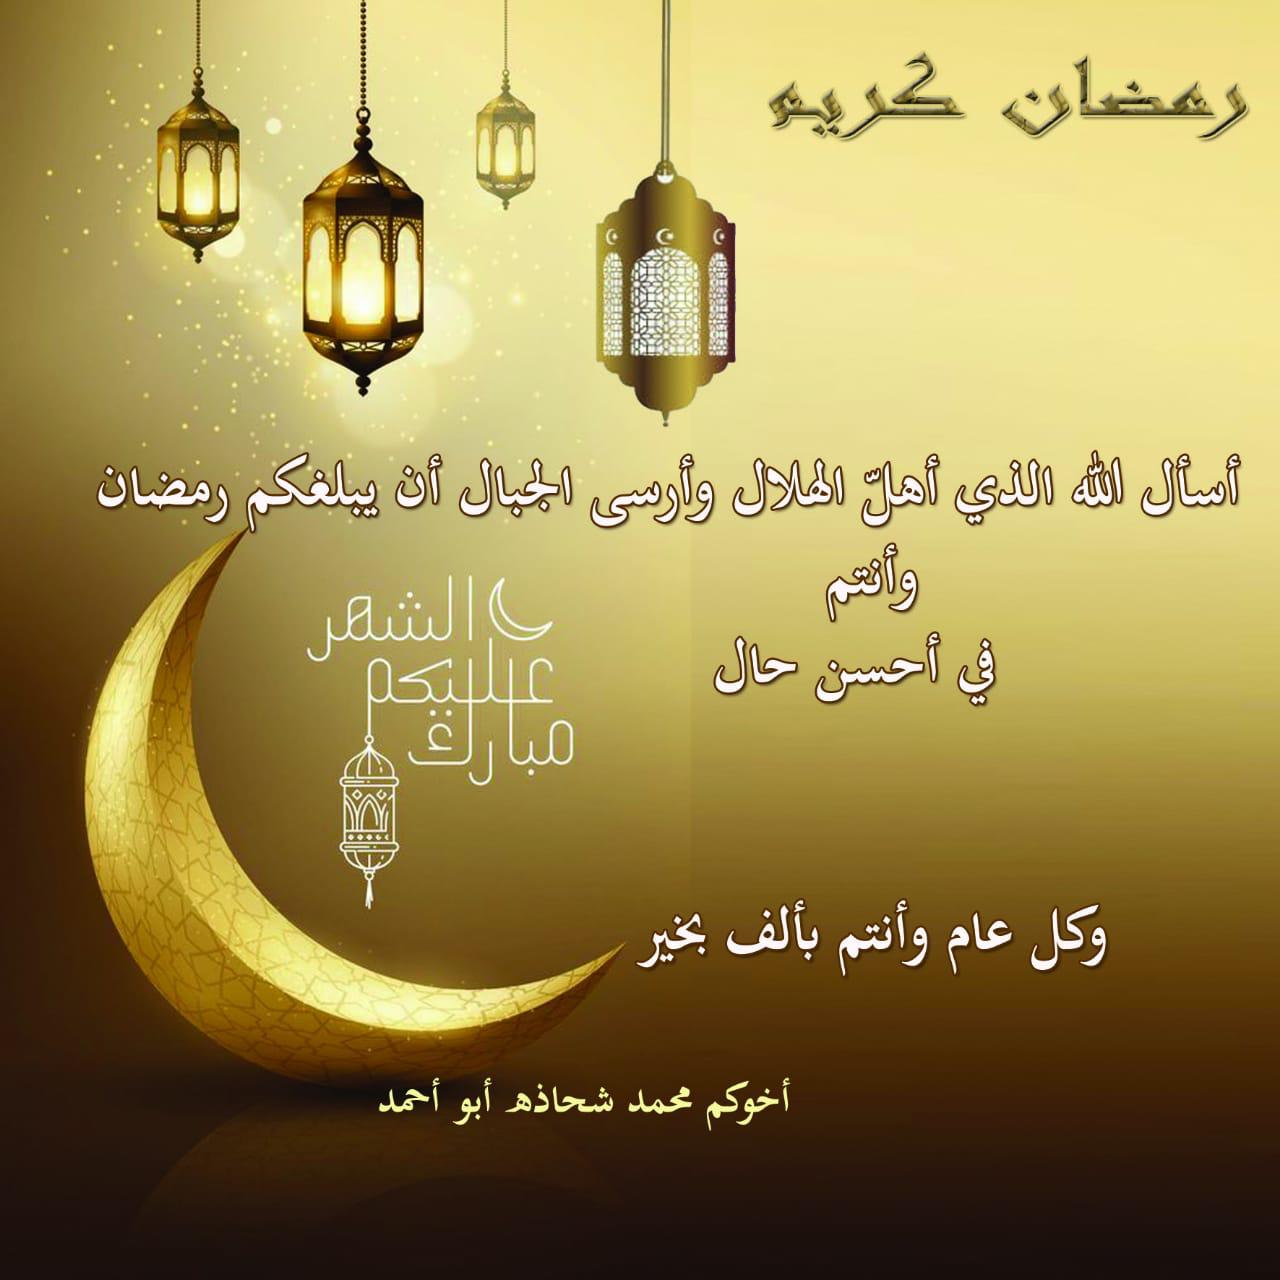 رمضان كريم
أسأل الله الذي أهلّ الهلال وأرسى الجبال أن يبلغكم رمضان
وأنتم
في أحسن حال
الشهر
عليكم
مبارك
وكل عام وأنتم بألف بخير
أخوكم محمد شحاذه أبو أحمد